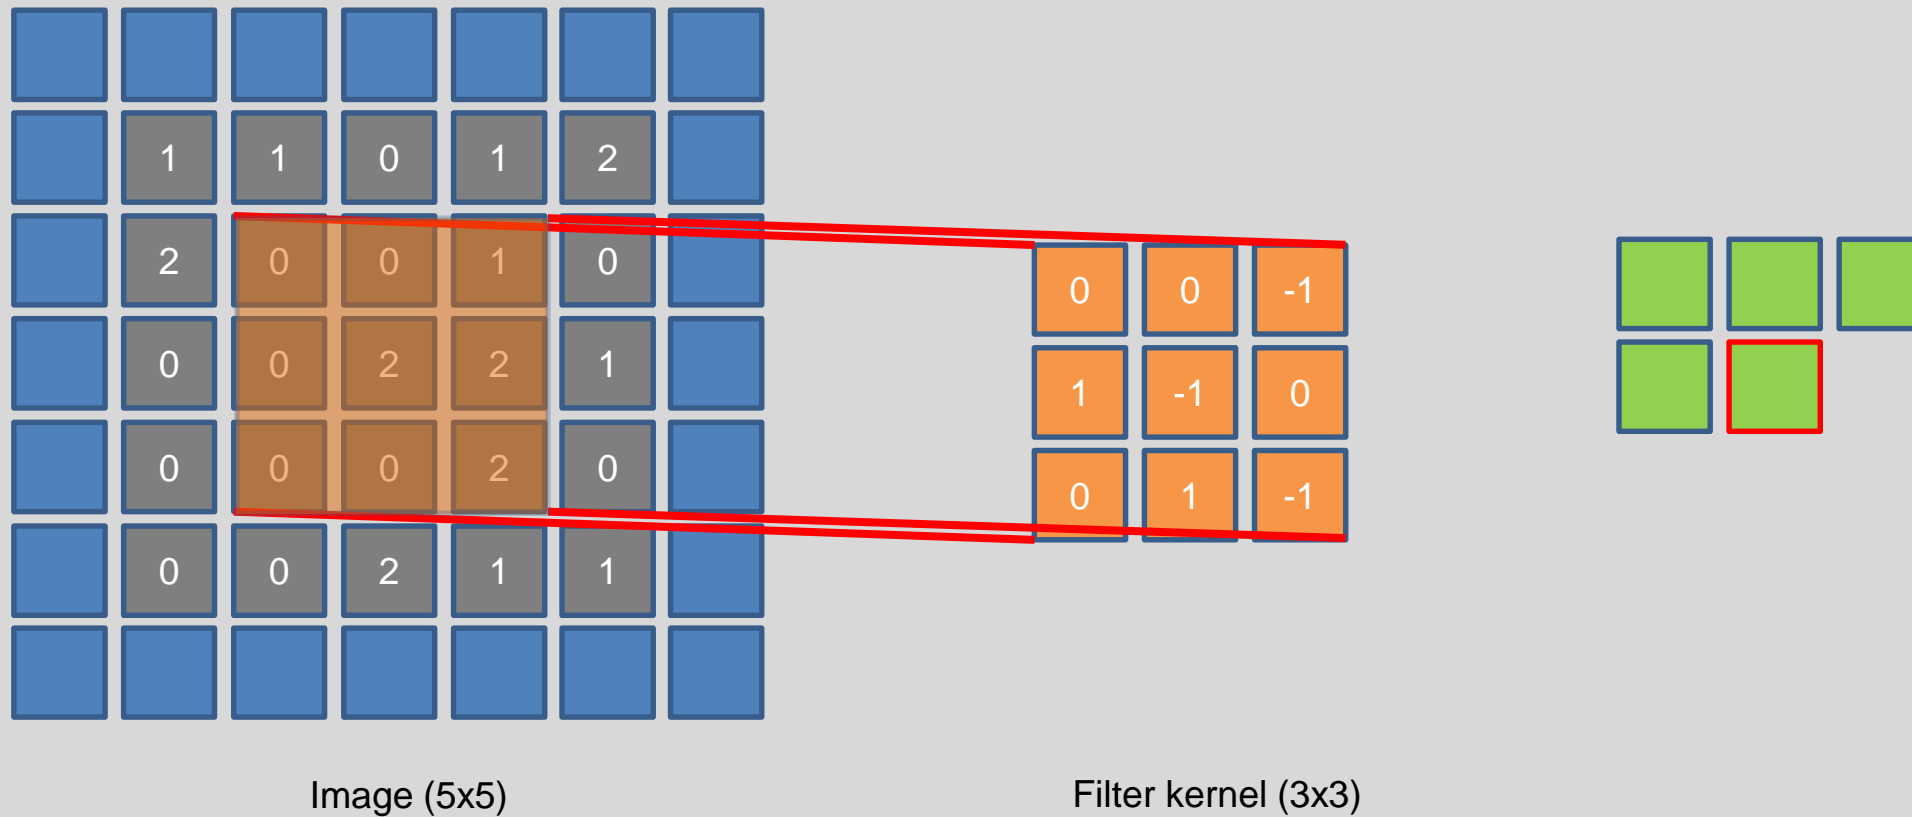 1 1 0 1 2
2 0 0 1 0
0 0 2 2 1
0 0 0 2 0
0 0 2 1 1
0 0 -1
1 -1 0
0 1 -1
Image (5x5)
Filter kernel (3x3)